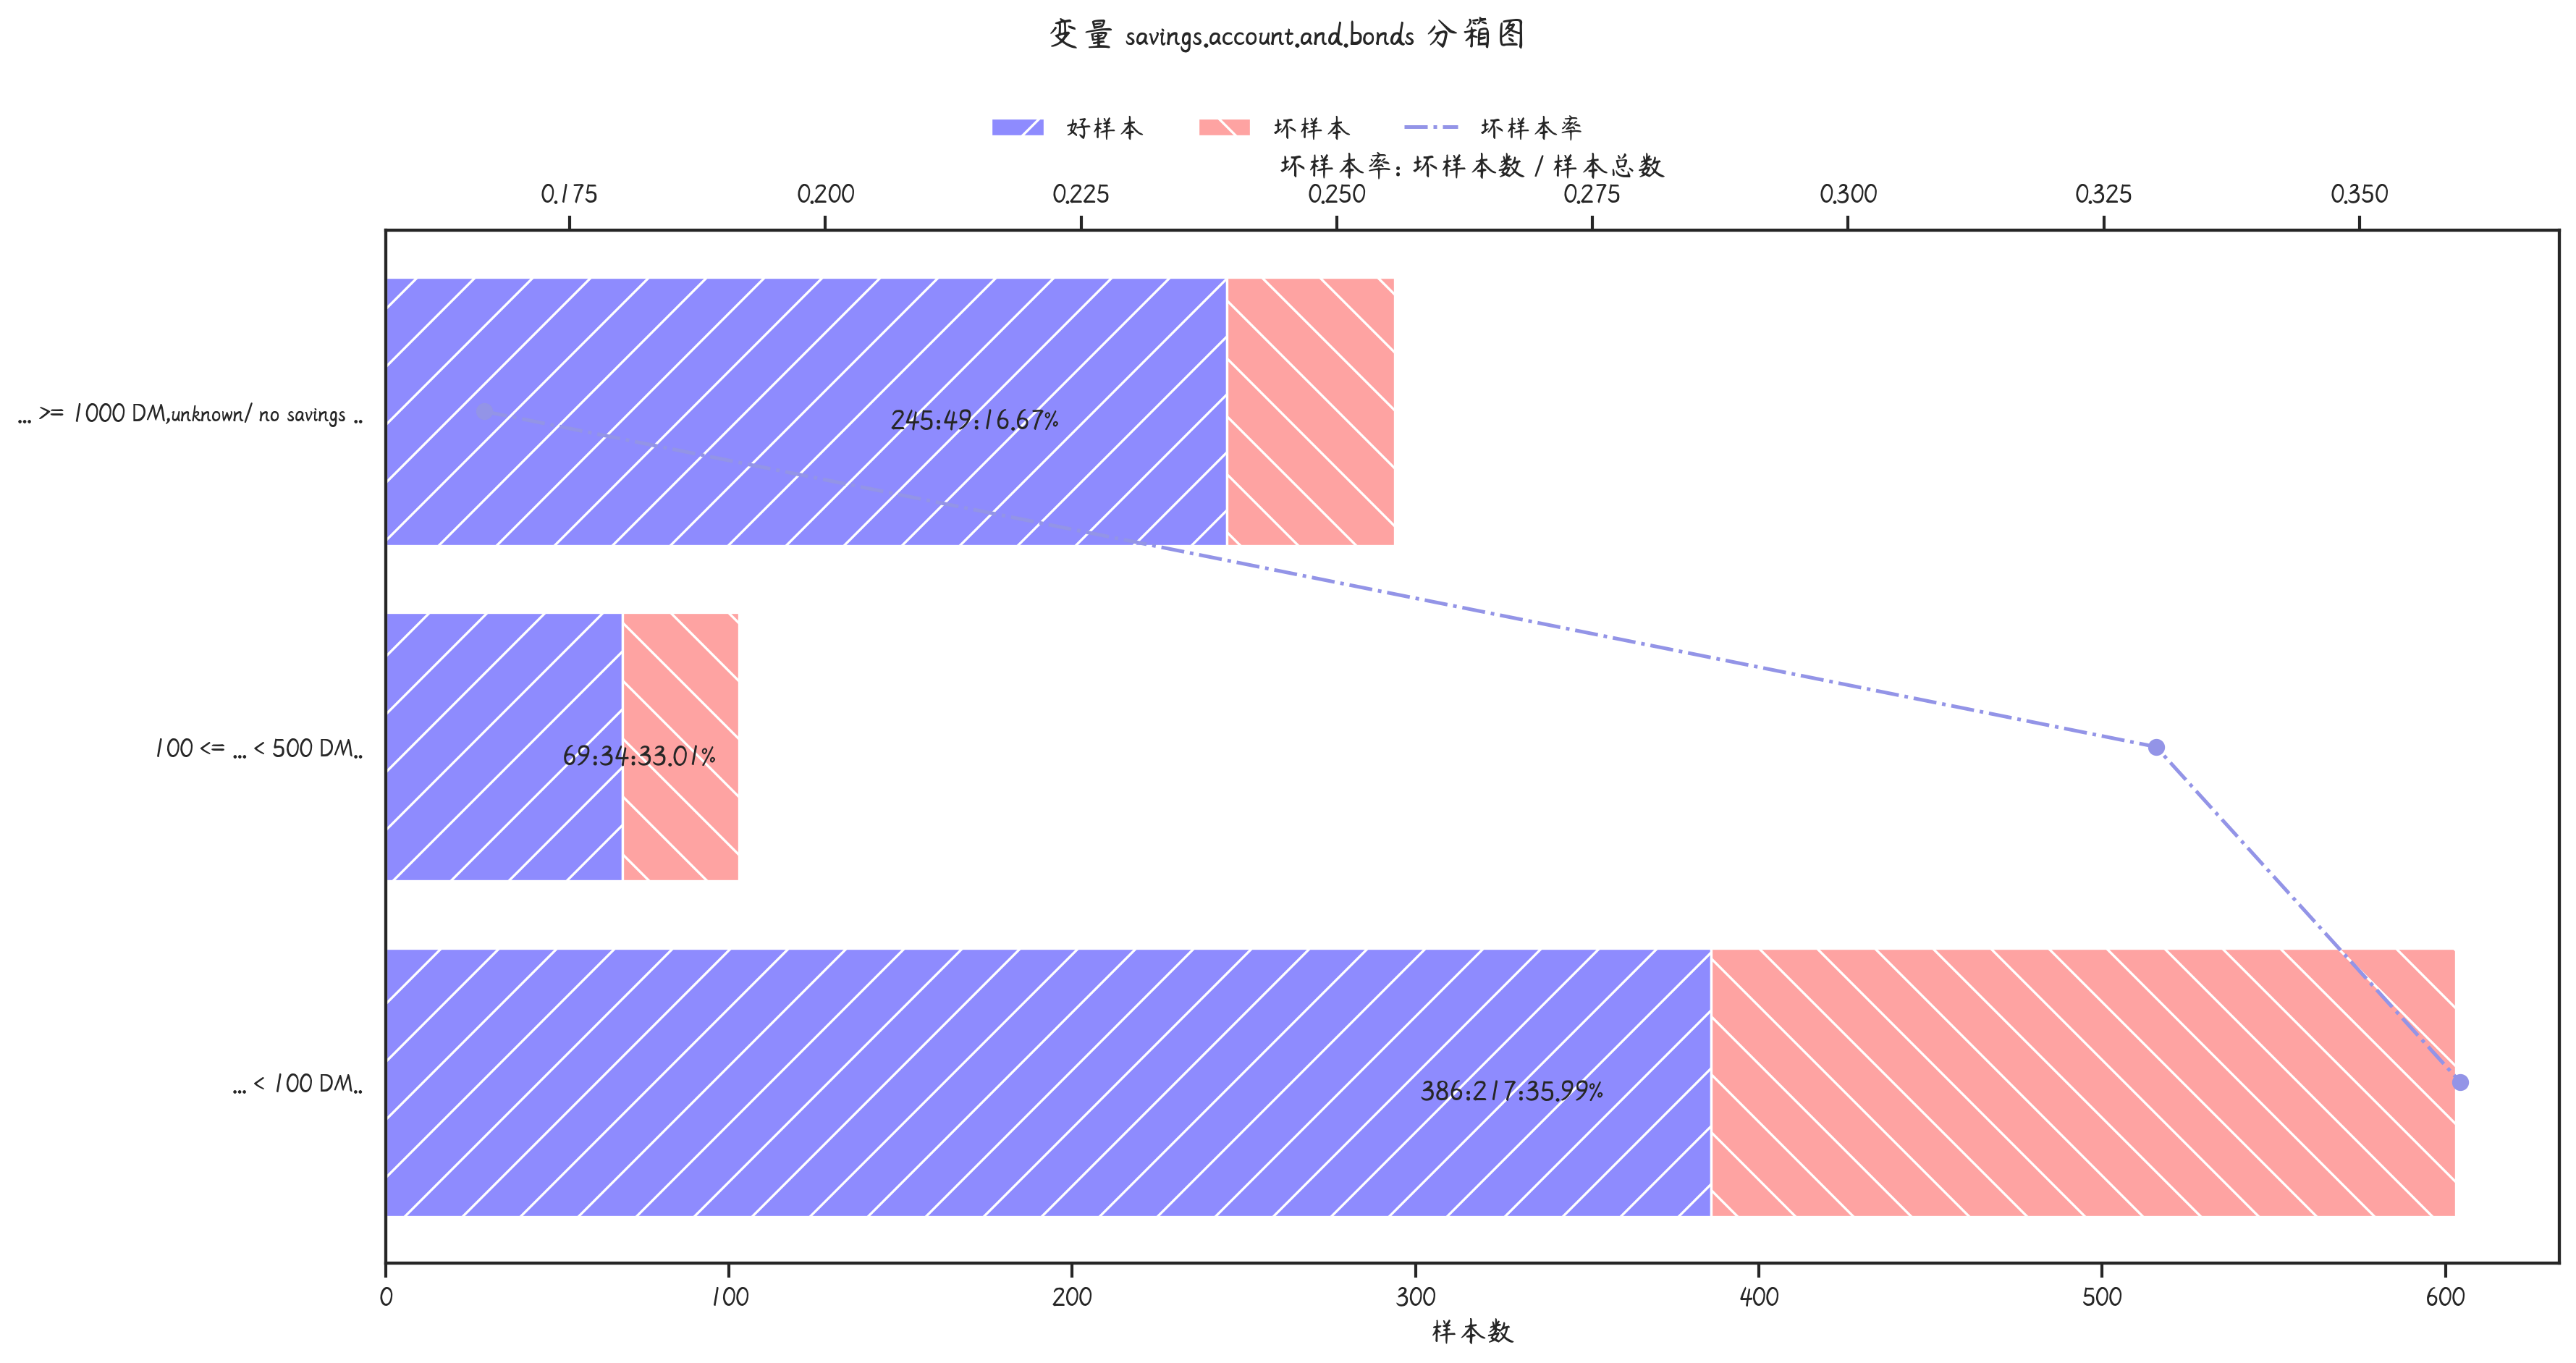 变量 savings.account.and.bonds 分箱图
好样本 坏样本 坏样本率
坏样本率: 坏样本数 / 样本总数
0.175 0.200 0.225 0.250 0.275 0.300 0.325 0.350
... >= 1000 DM,unknown/ no savings ..
245:49:16.67%
100 <= ... < 500 DM..
69:34:33.01%
... < 100 DM..
386:217:35.99%
0 100 200 300 400 500 600
样本数